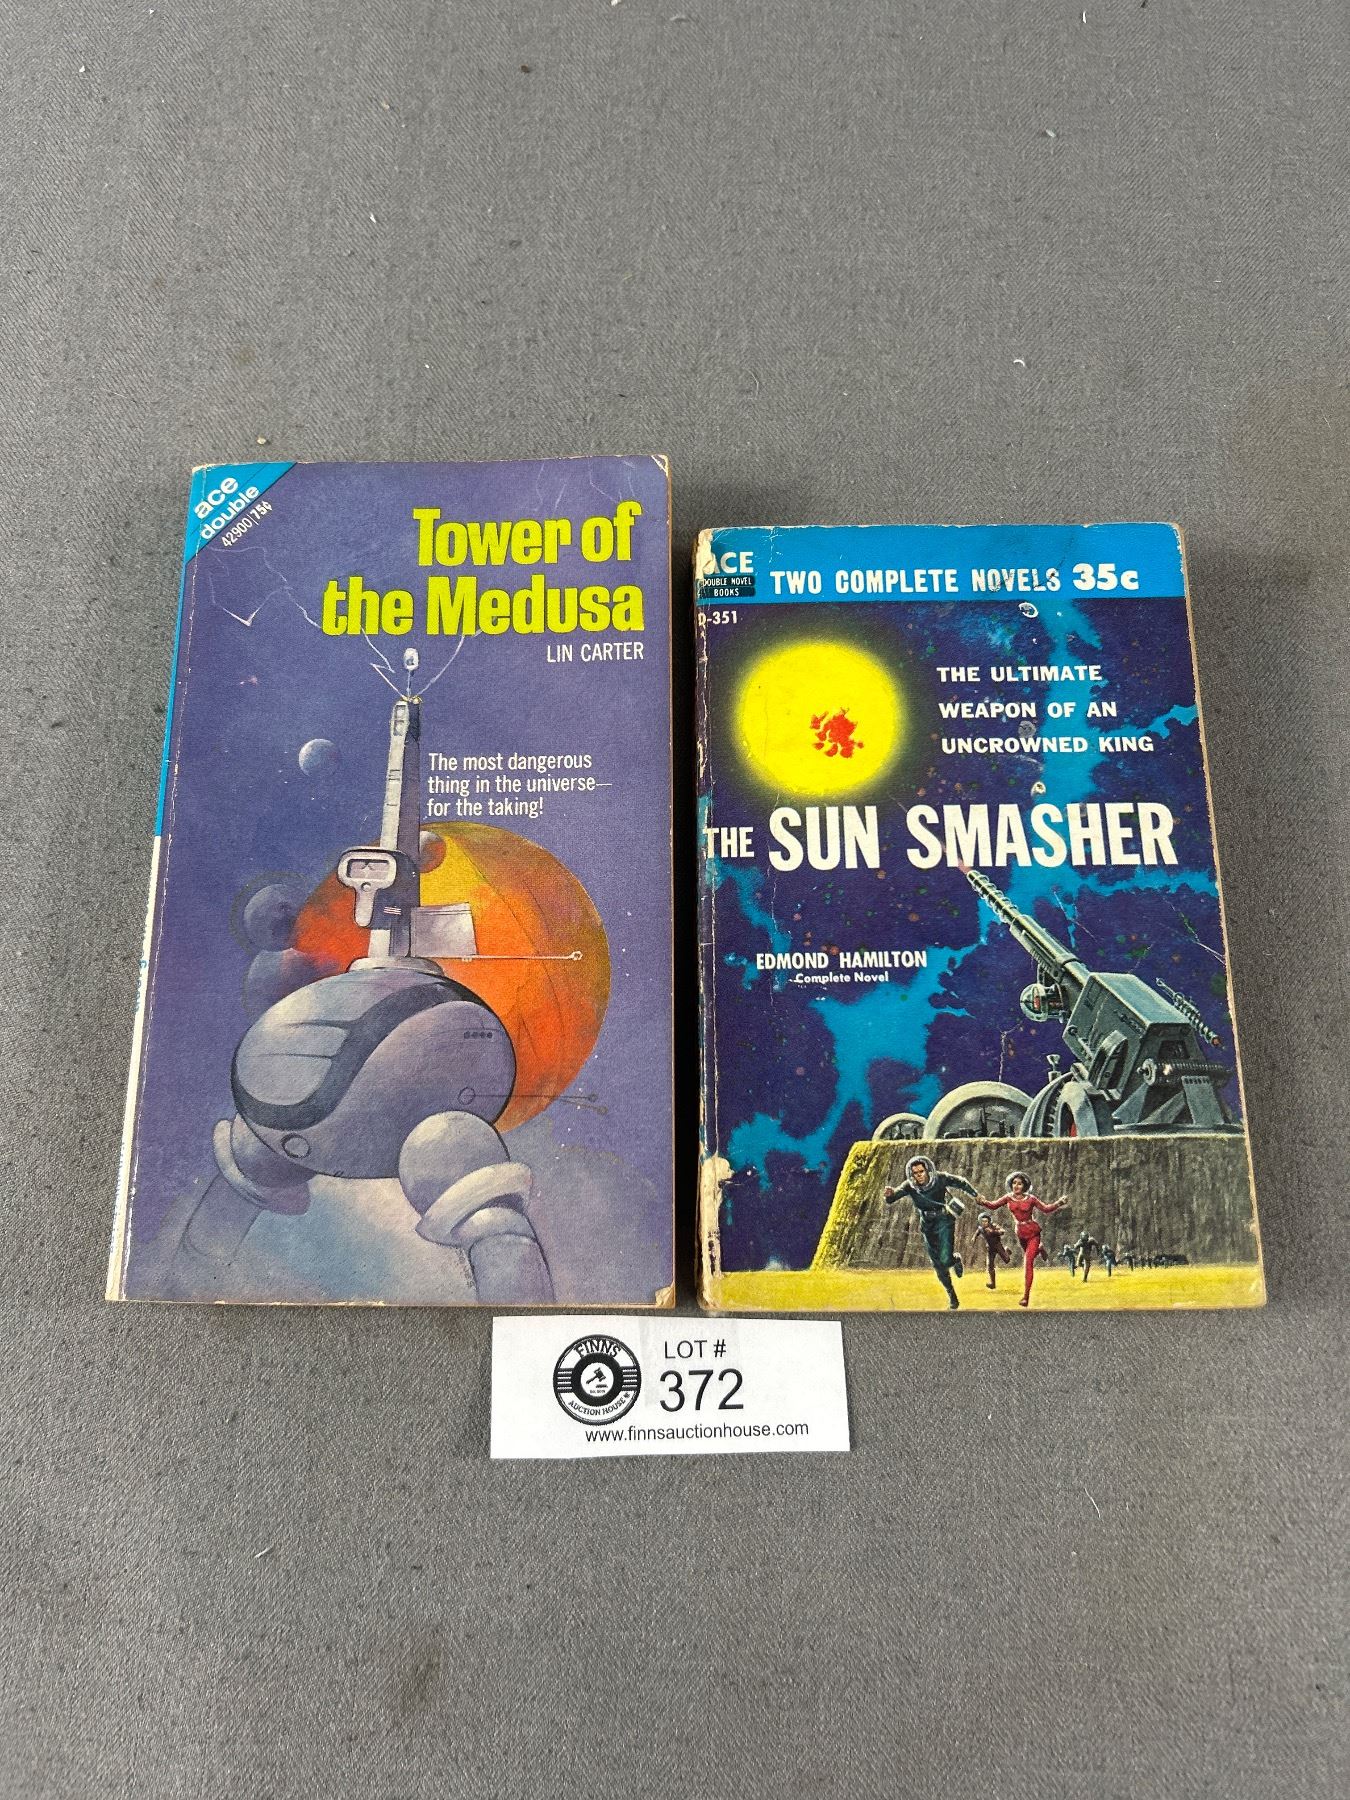 ace
double
42900|75¢
Tower of
the Medusa
LIN CARTER
The most dangerous
thing in the universe—
for the taking!
ACE
DOUBLE NOVEL
BOOKS
TWO COMPLETE NOVELS 35c
D-351
THE ULTIMATE
WEAPON OF AN
UNCROWNED KING
THE SUN SMASHER
EDMOND HAMILTON
Complete Novel
FINNS
AUCTION HOUSE
LOT #
372
www.finnsauctionhouse.com